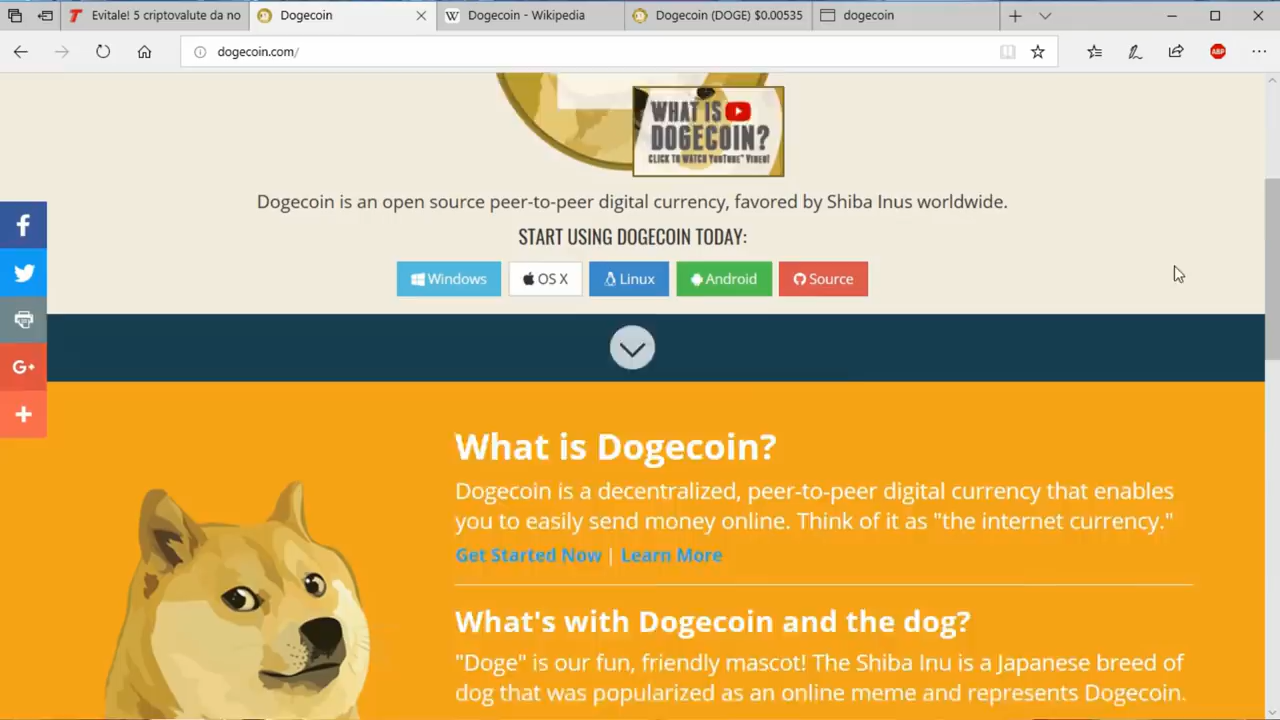 Evitale! 5 criptovalute da no
Dogecoin
Dogecoin - Wikipedia
Dogecoin (DOGE) $0.00535
dogecoin
dogecoin.com/
ABP
WHAT IS
DOGECOIN?
CLICK TO WATCH YouTube™ Video!
Dogecoin is an open source peer-to-peer digital currency, favored by Shiba Inus worldwide.
START USING DOGECOIN TODAY:
Windows
OS X
Linux
Android
Source
G+
What is Dogecoin?
Dogecoin is a decentralized, peer-to-peer digital currency that enables
you to easily send money online. Think of it as "the internet currency."
Get Started Now | Learn More
What's with Dogecoin and the dog?
"Doge" is our fun, friendly mascot! The Shiba Inu is a Japanese breed of
dog that was popularized as an online meme and represents Dogecoin.